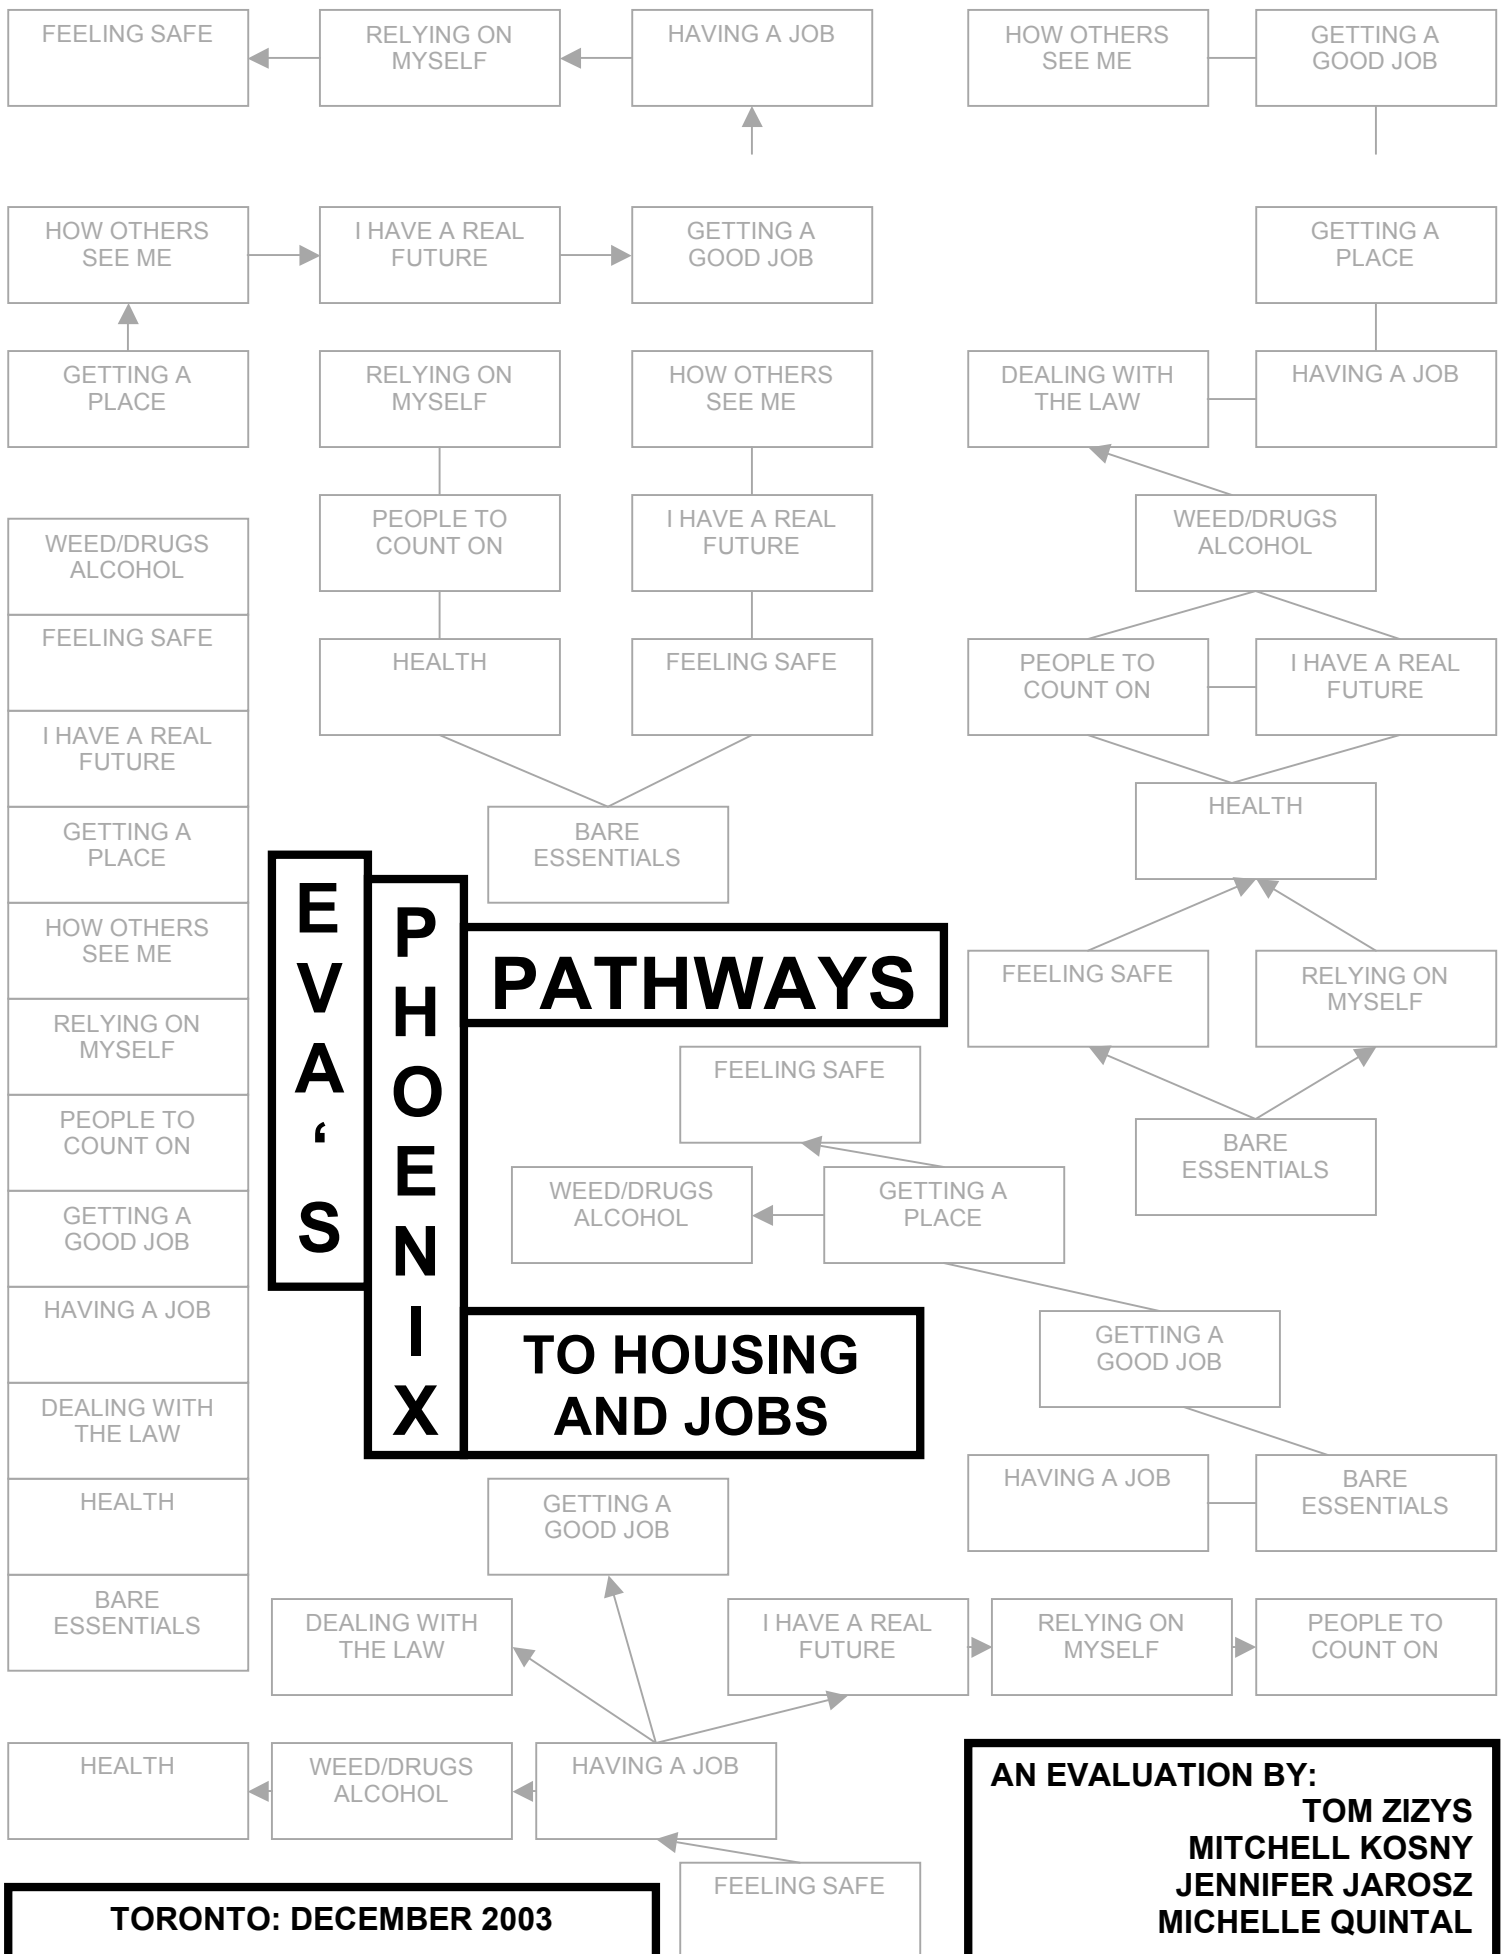 FEELING SAFE
RELYING ON
MYSELF
HAVING A JOB
HOW OTHERS
SEE ME
GETTING A
GOOD JOB
HOW OTHERS
SEE ME
I HAVE A REAL
FUTURE
GETTING A
GOOD JOB
GETTING A
PLACE
GETTING A
PLACE
RELYING ON
MYSELF
HOW OTHERS
SEE ME
DEALING WITH
THE LAW
HAVING A JOB
PEOPLE TO
COUNT ON
I HAVE A REAL
FUTURE
WEED/DRUGS
ALCOHOL
HEALTH
FEELING SAFE
PEOPLE TO
COUNT ON
I HAVE A REAL
FUTURE
BARE
ESSENTIALS
HEALTH
WEED/DRUGS
ALCOHOL
FEELING SAFE
I HAVE A REAL
FUTURE
GETTING A
PLACE
HOW OTHERS
SEE ME
RELYING ON
MYSELF
PEOPLE TO
COUNT ON
GETTING A
GOOD JOB
HAVING A JOB
DEALING WITH
THE LAW
HEALTH
BARE
ESSENTIALS
EVA‘S
PHOENIX
PATHWAYS
TO HOUSING
AND JOBS
FEELING SAFE
RELYING ON
MYSELF
BARE
ESSENTIALS
FEELING SAFE
WEED/DRUGS
ALCOHOL
GETTING A
PLACE
GETTING A
GOOD JOB
HAVING A JOB
BARE
ESSENTIALS
GETTING A
GOOD JOB
DEALING WITH
THE LAW
I HAVE A REAL
FUTURE
RELYING ON
MYSELF
PEOPLE TO
COUNT ON
HEALTH
WEED/DRUGS
ALCOHOL
HAVING A JOB
FEELING SAFE
TORONTO: DECEMBER 2003
AN EVALUATION BY:
TOM ZIZYS
MITCHELL KOSNY
JENNIFER JAROSZ
MICHELLE QUINTAL